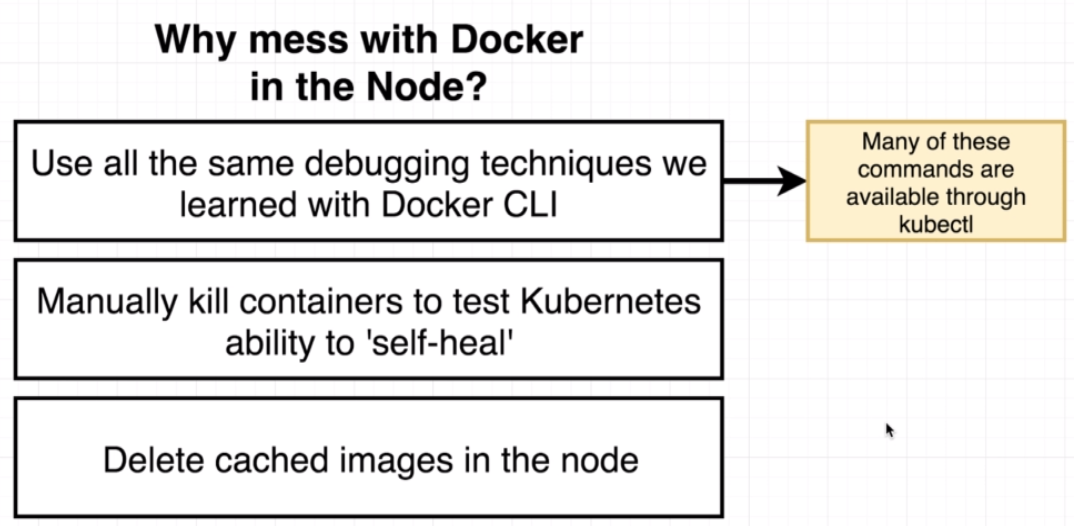 Why mess with Docker
in the Node?
Use all the same debugging techniques we
learned with Docker CLI
Many of these
commands are
available through
kubectl
Manually kill containers to test Kubernetes
ability to 'self-heal'
Delete cached images in the node